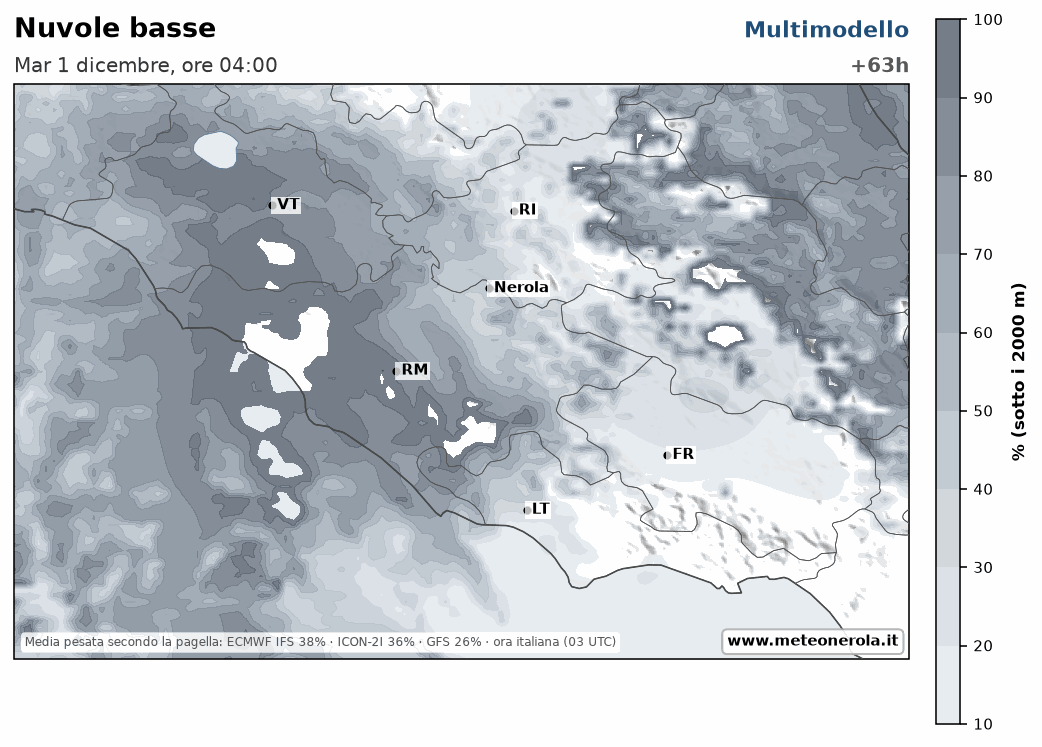 Nuvole basse
Multimodello
Mar 1 dicembre, ore 04:00
+63h
VT
RI
Nerola
RM
FR
LT
Media pesata secondo la pagella: ECMWF IFS 38% · ICON-2I 36% · GFS 26% · ora italiana (03 UTC)
www.meteonerola.it
100
90
80
70
60
50
40
30
20
10
% (sotto i 2000 m)